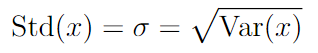 Std(x) = σ = √Var(x)